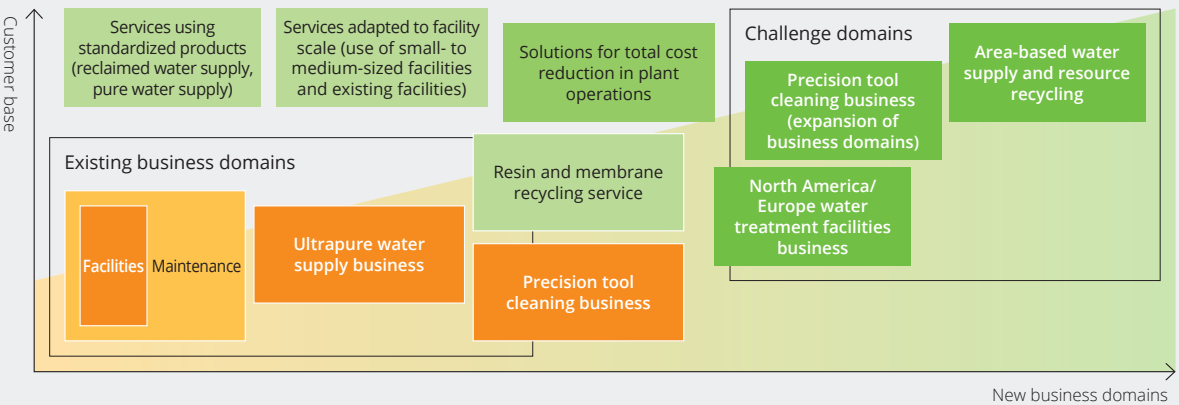 Customer base
Services using
standardized products
(reclaimed water supply,
pure water supply)
Services adapted to facility
scale (use of small- to
medium-sized facilities
and existing facilities)
Solutions for total cost
reduction in plant
operations
Challenge domains
Precision tool
cleaning business
(expansion of
business domains)
Area-based water
supply and resource
recycling
North America/
Europe water
treatment facilities
business
Existing business domains
Facilities
Maintenance
Ultrapure water
supply business
Resin and membrane
recycling service
Precision tool
cleaning business
New business domains